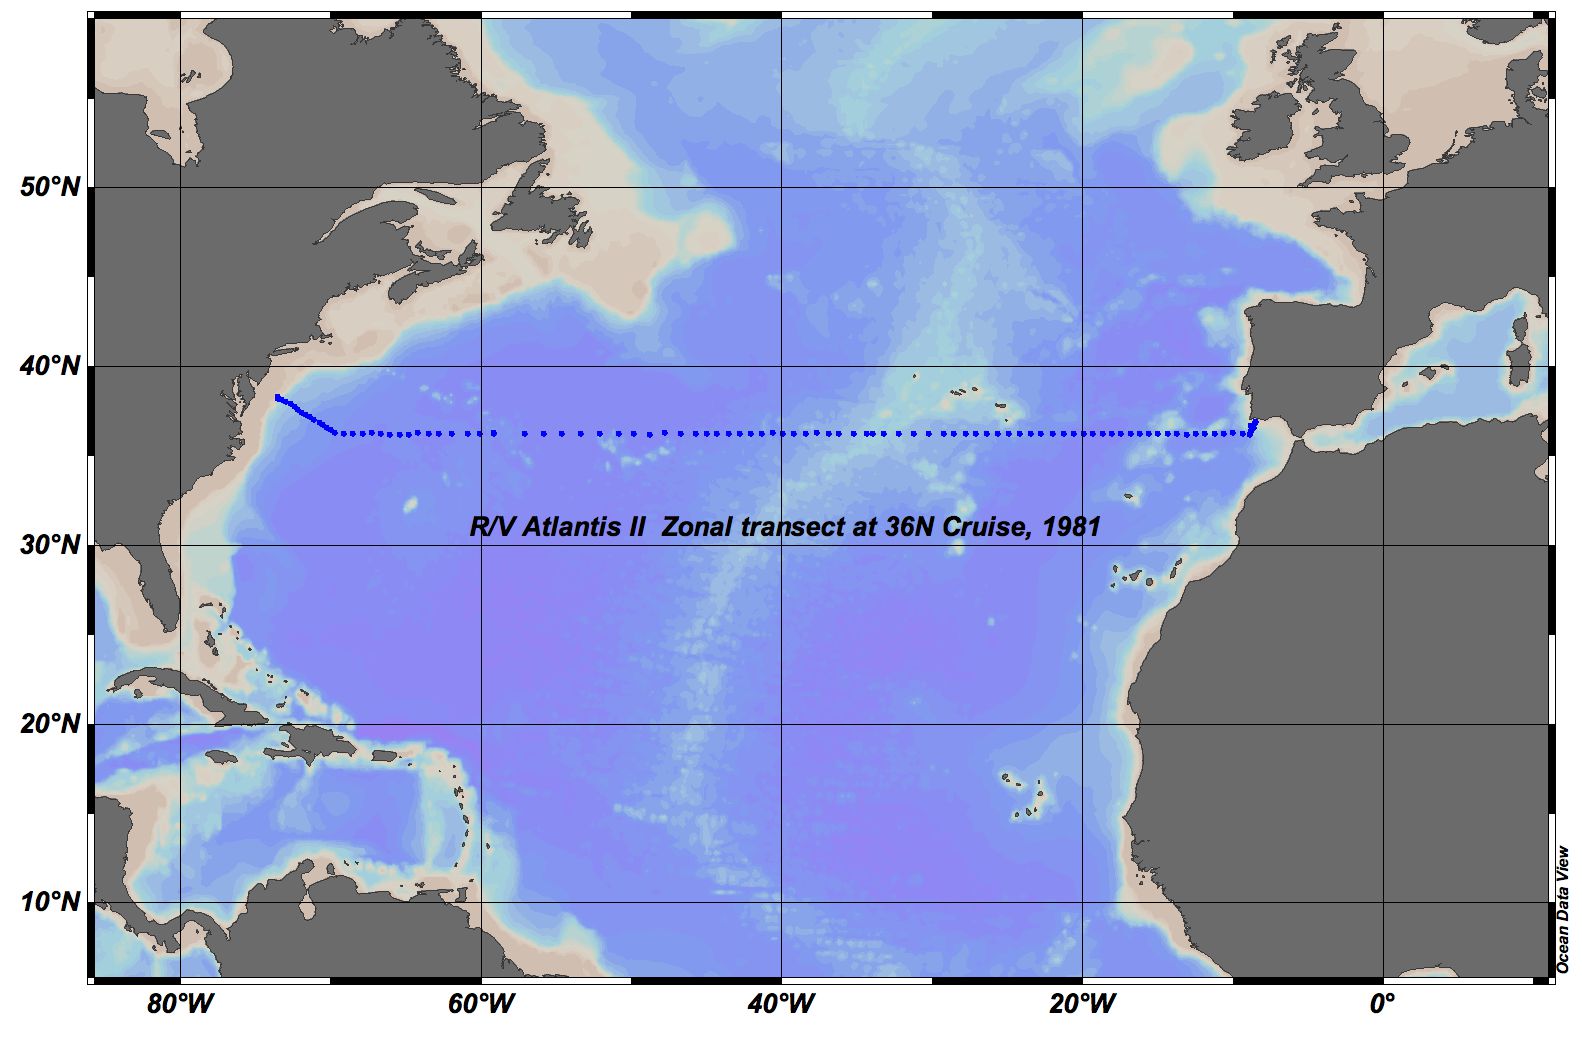 50°N
40°N
R/V Atlantis II  Zonal transect at 36N Cruise, 1981
30°N
20°N
10°N
80°W
60°W
40°W
20°W
0°
Ocean Data View